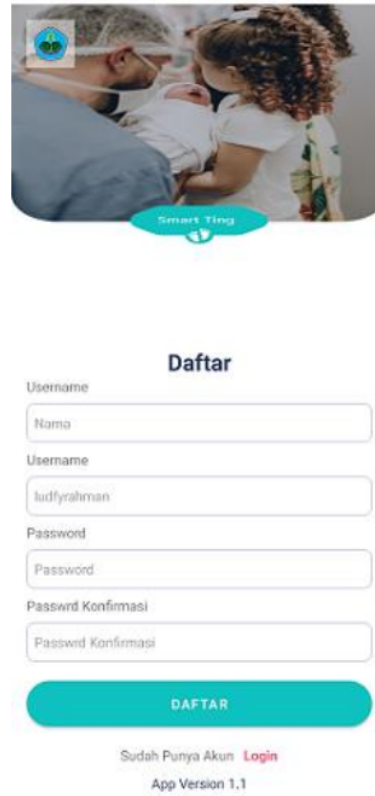 Smart Ting
Daftar
Username
Nama
Username
ludfyrahman
Password
Password
Passwrd Konfirmasi
Passwrd Konfirmasi
DAFTAR
Sudah Punya Akun Login
App Version 1.1